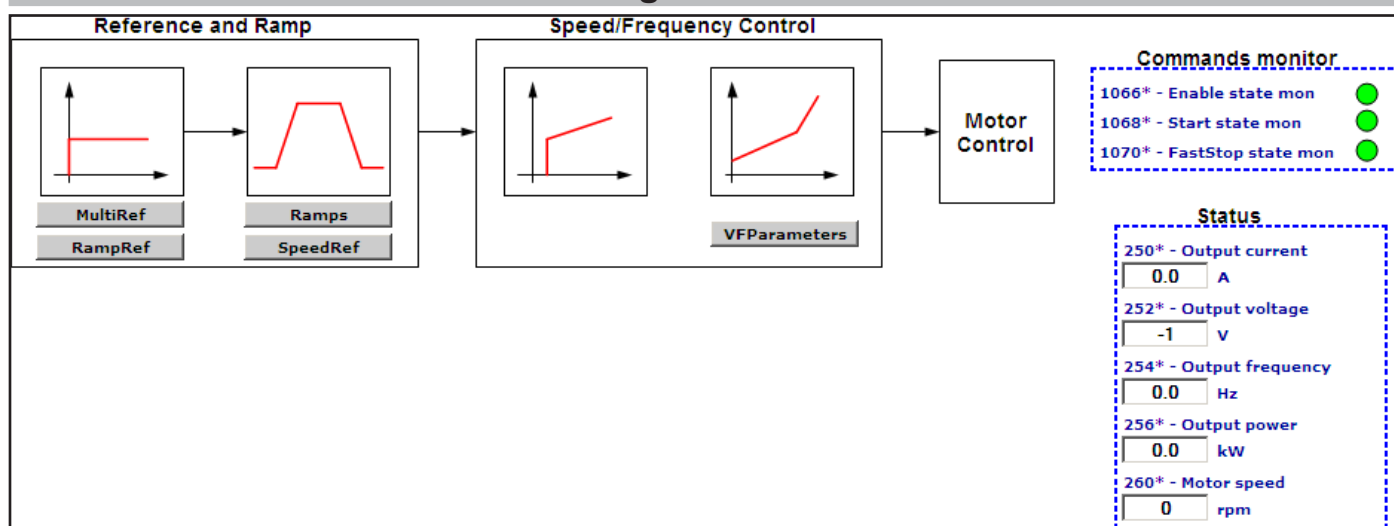 Reference and Ramp
Speed/Frequency Control
MultiRef
Ramps
RampRef
SpeedRef
VFParameters
Motor
Control
Commands monitor
1066* - Enable state mon
1068* - Start state mon
1070* - FastStop state mon
Status
250* - Output current
0.0 A
252* - Output voltage
-1 V
254* - Output frequency
0.0 Hz
256* - Output power
0.0 kW
260* - Motor speed
0 rpm